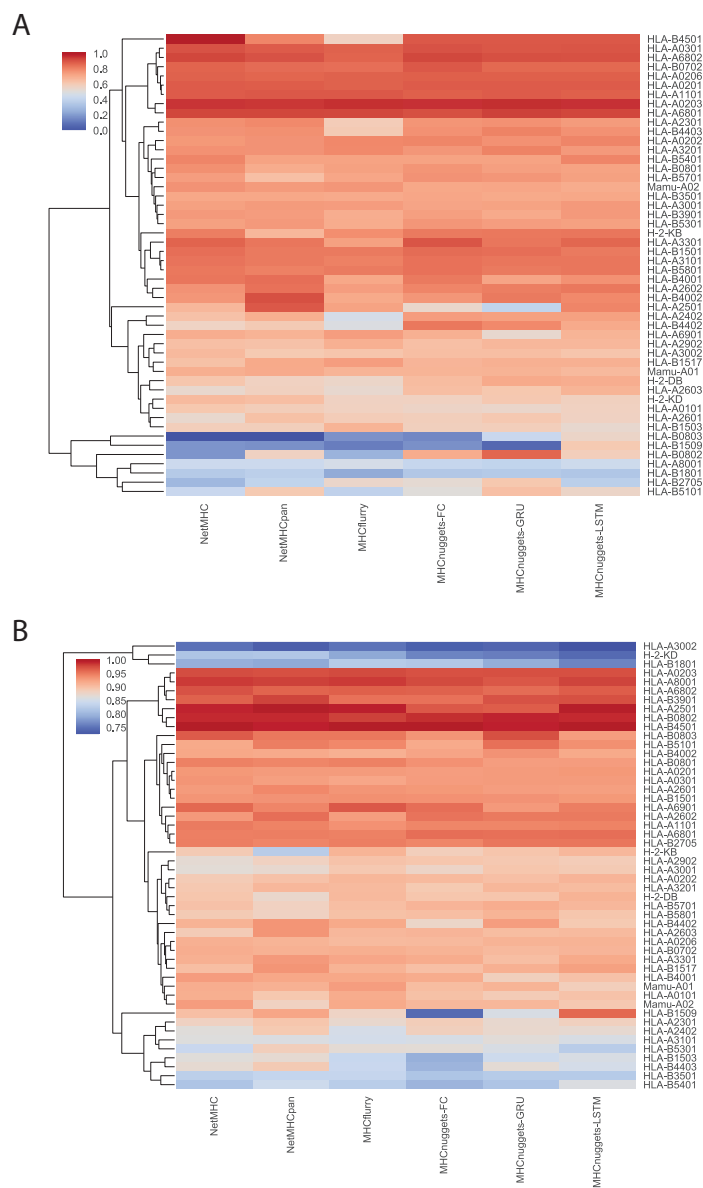 A
1.0
0.8
0.6
0.4
0.2
0.0
HLA-B4501
HLA-A0301
HLA-A6802
HLA-B0702
HLA-A0206
HLA-A0201
HLA-A1101
HLA-A0203
HLA-A6801
HLA-A2301
HLA-B4403
HLA-A0202
HLA-A3201
HLA-B5401
HLA-B0801
HLA-B5701
Mamu-A02
HLA-B3501
HLA-A3001
HLA-B3901
HLA-B5301
H-2-KB
HLA-A3301
HLA-B1501
HLA-A3101
HLA-B5801
HLA-B4001
HLA-A2602
HLA-B4002
HLA-A2501
HLA-A2402
HLA-B4402
HLA-A6901
HLA-A2902
HLA-A3002
HLA-B1517
Mamu-A01
H-2-DB
HLA-A2603
H-2-KD
HLA-A0101
HLA-A2601
HLA-B1503
HLA-B0803
HLA-B1509
HLA-B0802
HLA-A8001
HLA-B1801
HLA-B2705
HLA-B5101
NetMHC
NetMHCpan
MHCflurry
MHCnuggets-FC
MHCnuggets-GRU
MHCnuggets-LSTM
B
1.00
0.95
0.90
0.85
0.80
0.75
HLA-A3002
H-2-KD
HLA-B1801
HLA-A0203
HLA-A8001
HLA-A6802
HLA-B3901
HLA-A2501
HLA-B0802
HLA-B4501
HLA-B0803
HLA-B5101
HLA-B4002
HLA-B0801
HLA-A0201
HLA-A0301
HLA-A2601
HLA-B1501
HLA-A6901
HLA-A2602
HLA-A1101
HLA-A6801
HLA-B2705
H-2-KB
HLA-A2902
HLA-A3001
HLA-A0202
HLA-A3201
H-2-DB
HLA-B5701
HLA-B5801
HLA-B4402
HLA-A2603
HLA-A0206
HLA-B0702
HLA-A3301
HLA-B1517
HLA-B4001
Mamu-A01
HLA-A0101
Mamu-A02
HLA-B1509
HLA-A2301
HLA-A2402
HLA-A3101
HLA-B5301
HLA-B1503
HLA-B4403
HLA-B3501
HLA-B5401
NetMHC
NetMHCpan
MHCflurry
MHCnuggets-FC
MHCnuggets-GRU
MHCnuggets-LSTM